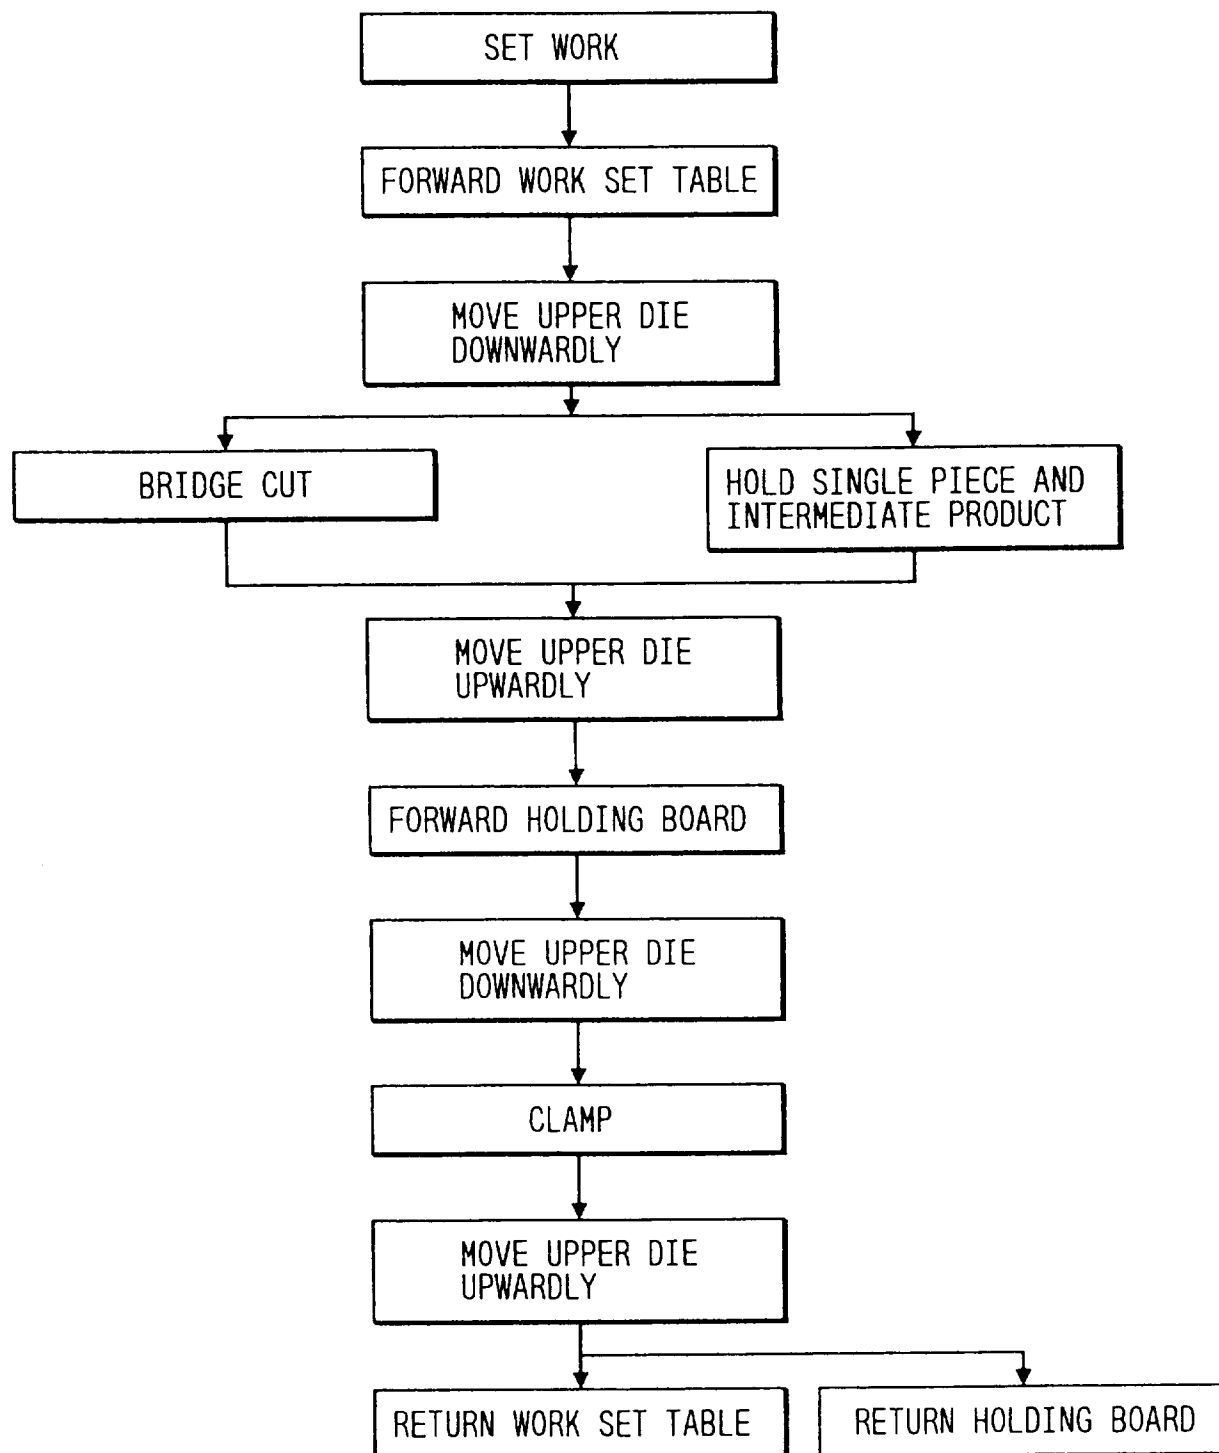 SET WORK
FORWARD WORK SET TABLE
MOVE UPPER DIE
DOWNWARDLY
BRIDGE CUT
HOLD SINGLE PIECE AND
INTERMEDIATE PRODUCT
MOVE UPPER DIE
UPWARDLY
FORWARD HOLDING BOARD
MOVE UPPER DIE
DOWNWARDLY
CLAMP
MOVE UPPER DIE
UPWARDLY
RETURN WORK SET TABLE
RETURN HOLDING BOARD